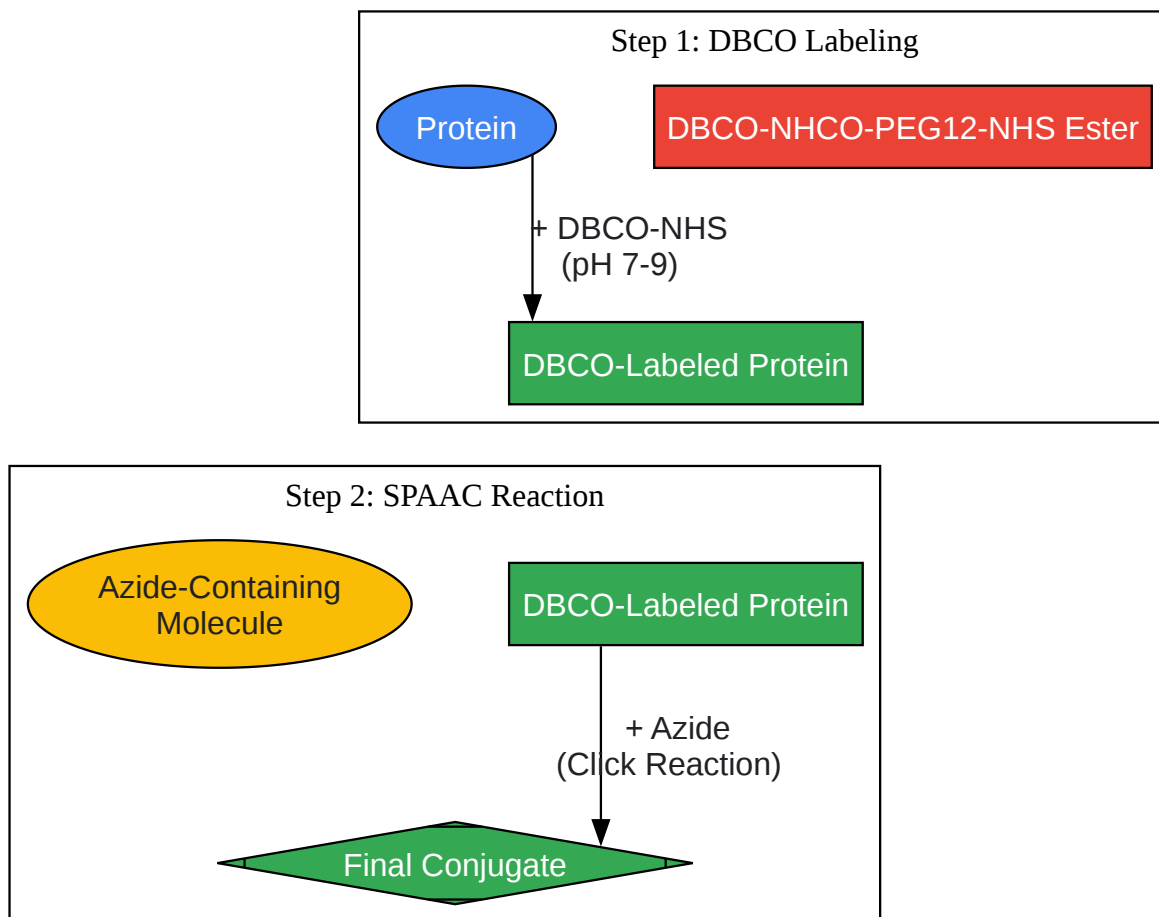 Step 1: DBCO Labeling
Protein
DBCO-NHCO-PEG12-NHS Ester
+ DBCO-NHS
(pH 7-9)
DBCO-Labeled Protein
Step 2: SPAAC Reaction
Azide-Containing
Molecule
DBCO-Labeled Protein
+ Azide
(Click Reaction)
Final Conjugate